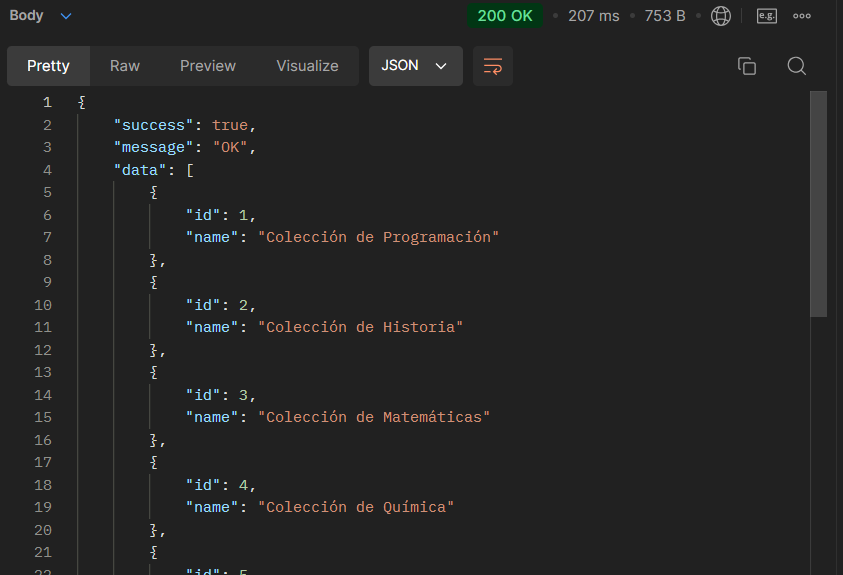 Body
200 OK • 207 ms • 753 B
e.g.
Pretty Raw Preview Visualize JSON
1 {
2 "success": true,
3 "message": "OK",
4 "data": [
5 {
6 "id": 1,
7 "name": "Colección de Programación"
8 },
9 {
10 "id": 2,
11 "name": "Colección de Historia"
12 },
13 {
14 "id": 3,
15 "name": "Colección de Matemáticas"
16 },
17 {
18 "id": 4,
19 "name": "Colección de Química"
20 },
21 {
22 "id": 5